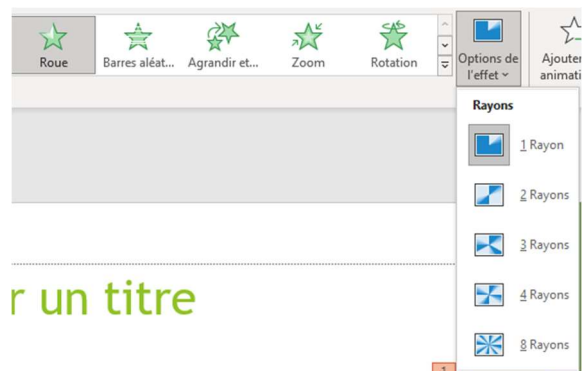 Roue
Barres aléat...
Agrandir et...
Zoom
Rotation
Options de
l'effet
Ajouter
animati
Rayons
1 Rayon
2 Rayons
3 Rayons
4 Rayons
8 Rayons
r un titre
1